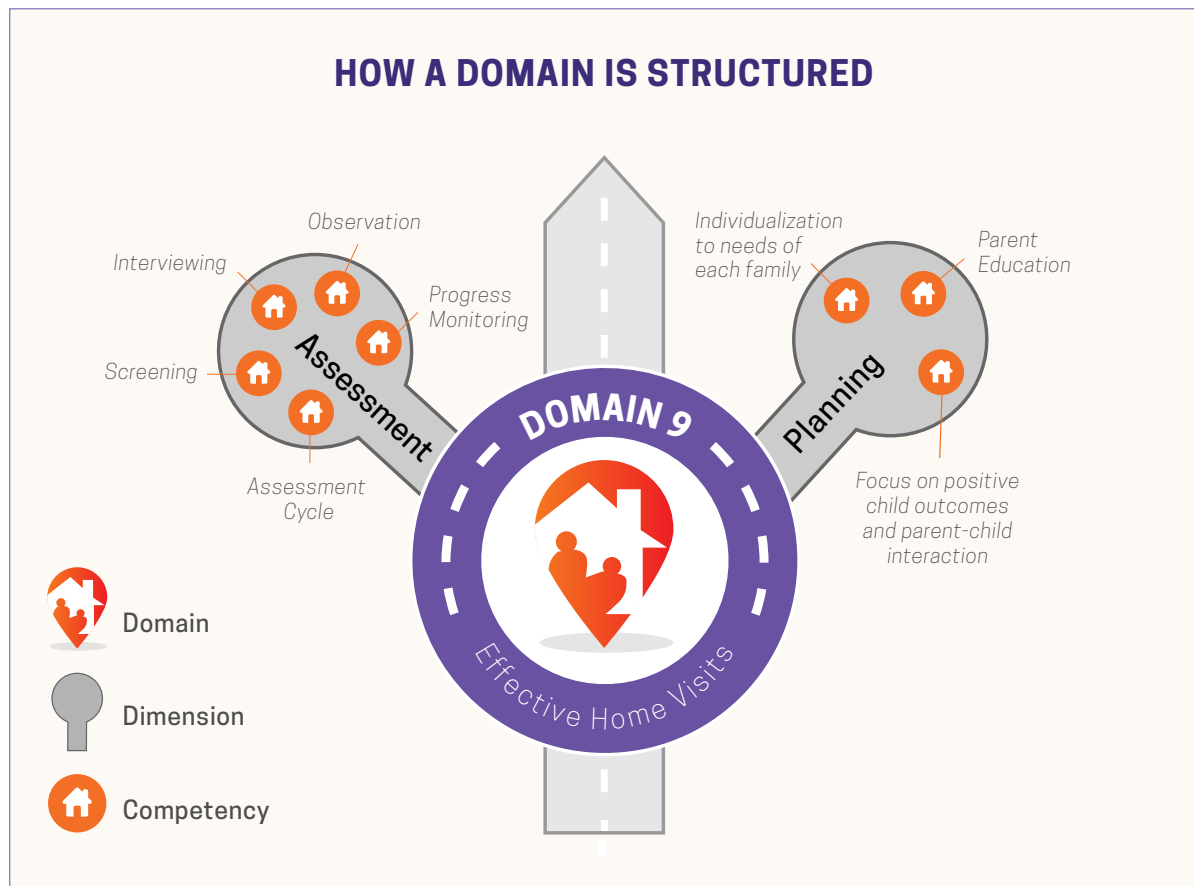 HOW A DOMAIN IS STRUCTURED
Observation
Interviewing
Progress
Monitoring
Screening
Assessment
Cycle
Assessment
Individualization
to needs of
each family
Parent
Education
Planning
Focus on positive
child outcomes
and parent-child
interaction
DOMAIN 9
Effective Home Visits
Domain
Dimension
Competency